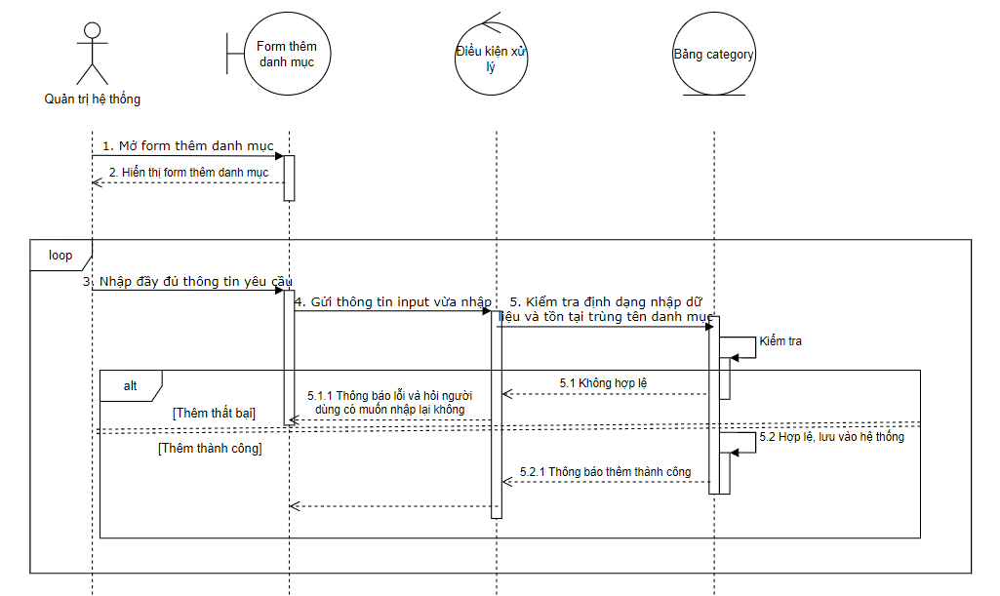 Form thêm
danh mục
Điều kiện xử
lý
Bảng category
Quản trị hệ thống
1. Mở form thêm danh mục
2. Hiển thị form thêm danh mục
loop
3. Nhập đầy đủ thông tin yêu cầu
4. Gửi thông tin input vừa nhập
5. Kiểm tra định dạng nhập dữ
liệu và tồn tại trùng tên danh mục
Kiểm tra
alt
5.1 Không hợp lệ
5.1.1 Thông báo lỗi và hỏi người
dùng có muốn nhập lại không
[Thêm thất bại]
5.2 Hợp lệ, lưu vào hệ thống
[Thêm thành công]
5.2.1 Thông báo thêm thành công